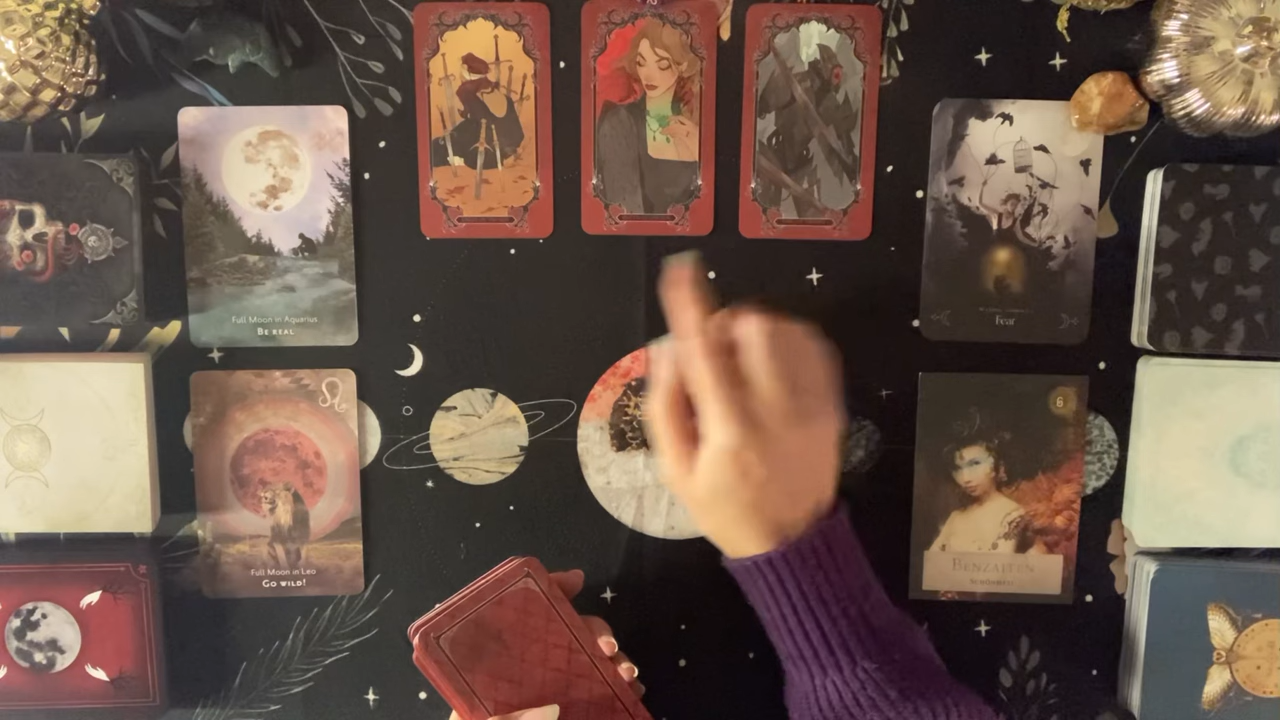 Full Moon in Aquarius
BE REAL
Fear
Full Moon in Leo
GO WILD!
6
BENZAITEN